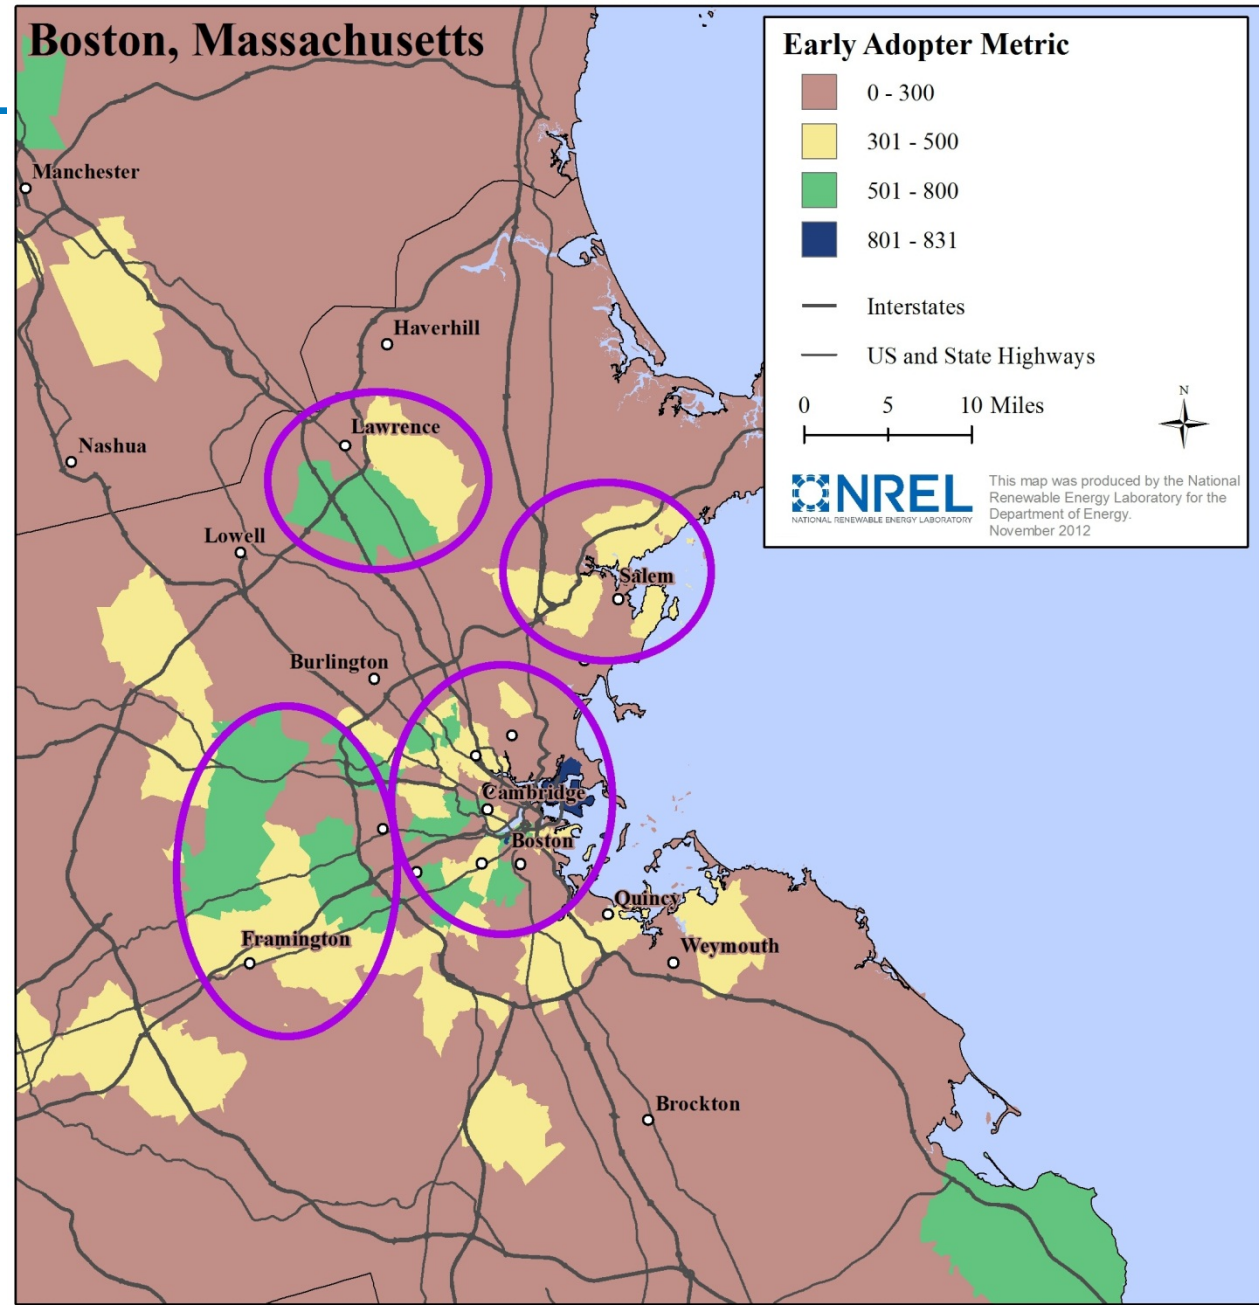 Boston, Massachusetts
Early Adopter Metric
0 - 300
301 - 500
501 - 800
801 - 831
Interstates
US and State Highways
0 5 10 Miles
N
NREL
NATIONAL RENEWABLE ENERGY LABORATORY
This map was produced by the National
Renewable Energy Laboratory for the
Department of Energy.
November 2012
Manchester
Haverhill
Lawrence
Nashua
Lowell
Salem
Burlington
Cambridge
Boston
Quincy
Framington
Weymouth
Brockton